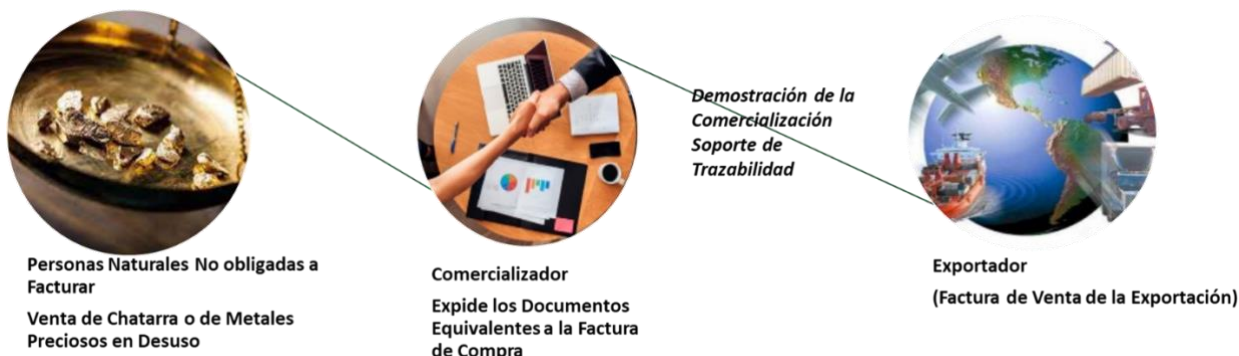 Personas Naturales No obligadas a
Facturar
Venta de Chatarra o de Metales
Preciosos en Desuso
Comercializador
Expide los Documentos
Equivalentes a la Factura
de Compra
Demostración de la
Comercialización
Soporte de
Trazabilidad
Exportador
(Factura de Venta de la Exportación)